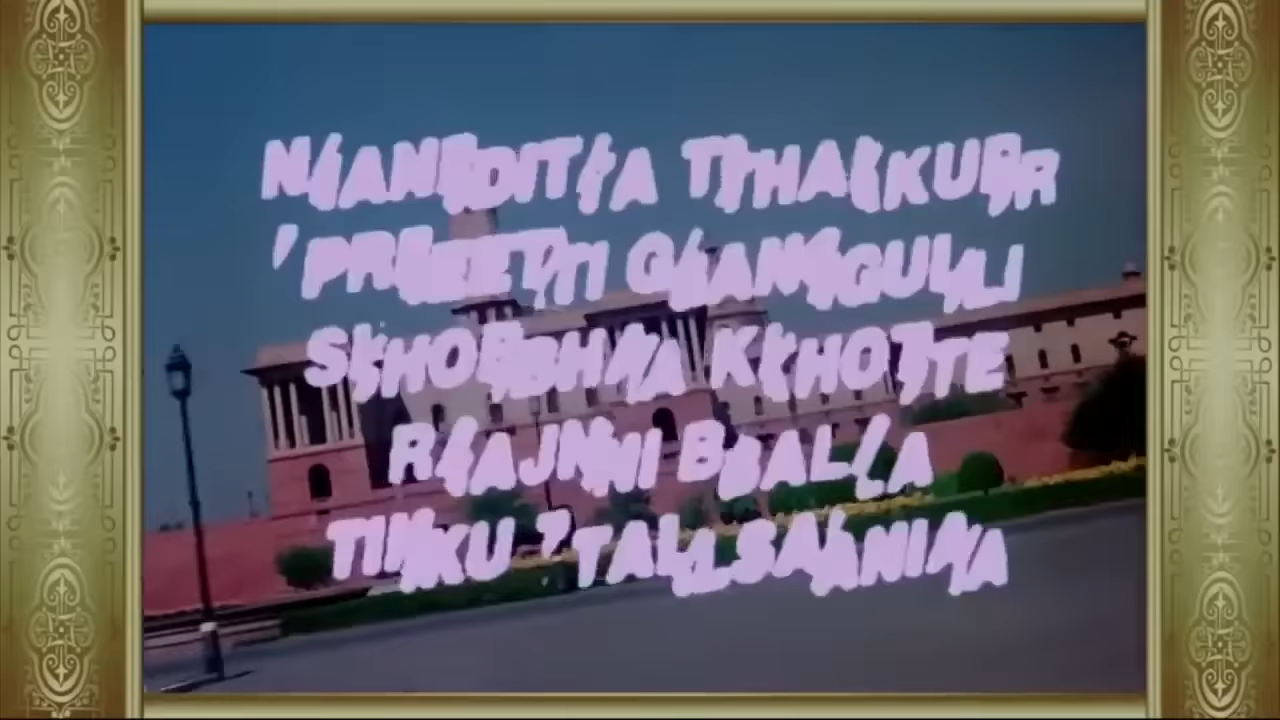 NANDITA THAKUR
PREETI GANGULI
SHOBHA KHOTE
RAJNI BALA
TIKU TALSANIA